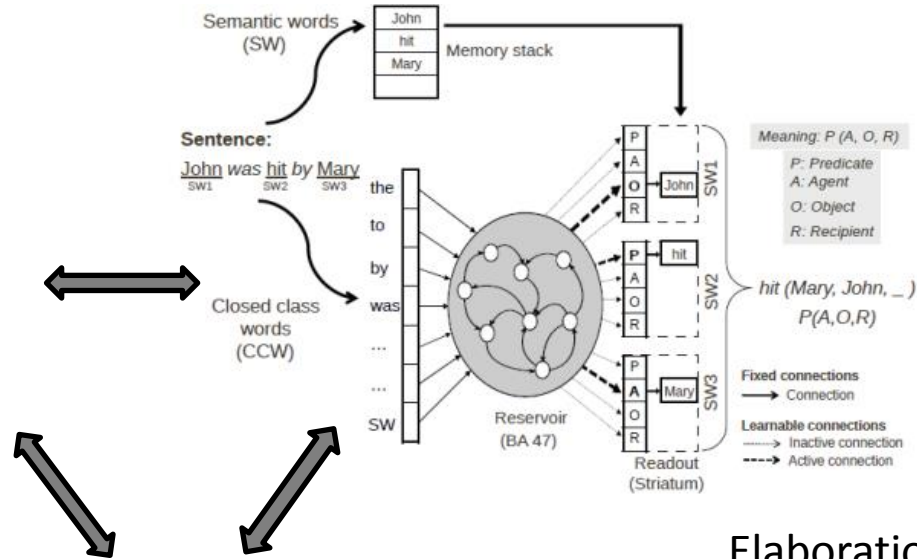 Semantic words
(SW)
John
hit
Mary
Memory stack
Sentence:
John was hit by Mary
SW1 SW2 SW3
Closed class
words
(CCW)
the
to
by
was
...
...
SW
Reservoir
(BA 47)
P
A
O
R
John
SW1
P
A
O
R
hit
SW2
P
A
O
R
Mary
SW3
Readout
(Striatum)
Meaning: P (A, O, R)
P: Predicate
A: Agent
O: Object
R: Recipient
hit (Mary, John, _ )
P(A,O,R)
Fixed connections
Connection
Learnable connections
Inactive connection
Active connection